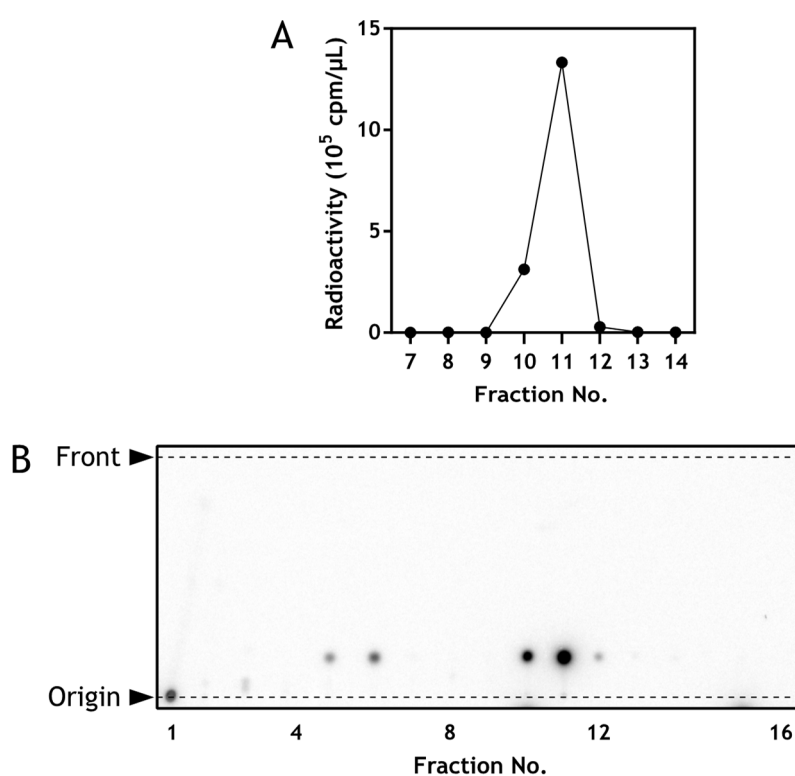 A
Radioactivity (10⁵ cpm/µL)
15
10
5
0
7 8 9 10 11 12 13 14
Fraction No.
B
Front
Origin
1 4 8 12 16
Fraction No.